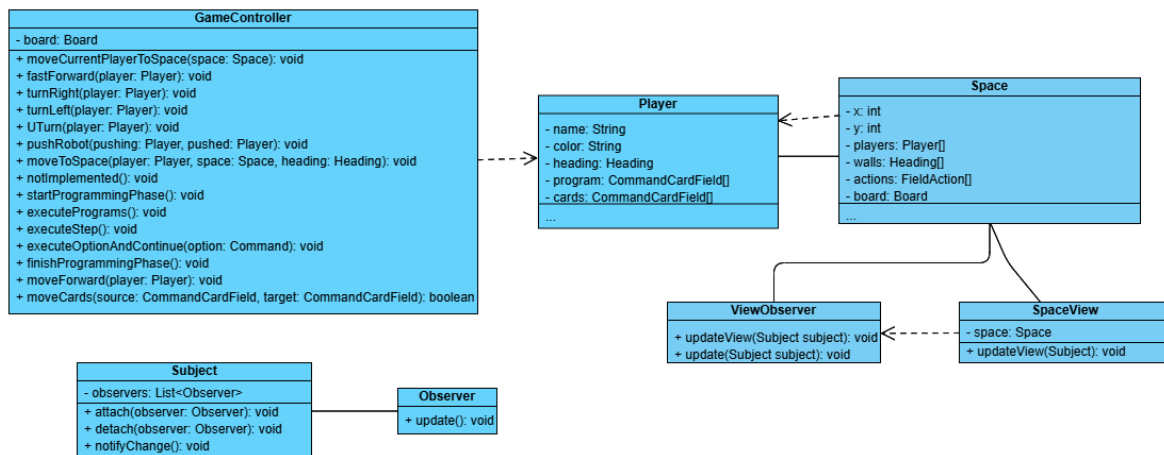 GameController
- board: Board
+ moveCurrentPlayerToSpace(space: Space): void
+ fastForward(player: Player): void
+ turnRight(player: Player): void
+ turnLeft(player: Player): void
+ UTurn(player: Player): void
+ pushRobot(pushing: Player, pushed: Player): void
+ moveToSpace(player: Player, space: Space, heading: Heading): void
+ notImplemented(): void
+ startProgrammingPhase(): void
+ executePrograms(): void
+ executeStep(): void
+ executeOptionAndContinue(option: Command): void
+ finishProgrammingPhase(): void
+ moveForward(player: Player): void
+ moveCards(source: CommandCardField, target: CommandCardField): boolean
Player
- name: String
- color: String
- heading: Heading
- program: CommandCardField[]
- cards: CommandCardField[]
...
Space
- x: int
- y: int
- players: Player[]
- walls: Heading[]
- actions: FieldAction[]
- board: Board
...
ViewObserver
+ updateView(Subject subject): void
+ update(Subject subject): void
SpaceView
- space: Space
+ updateView(Subject): void
Subject
- observers: List<Observer>
+ attach(observer: Observer): void
+ detach(observer: Observer): void
+ notifyChange(): void
Observer
+ update(): void